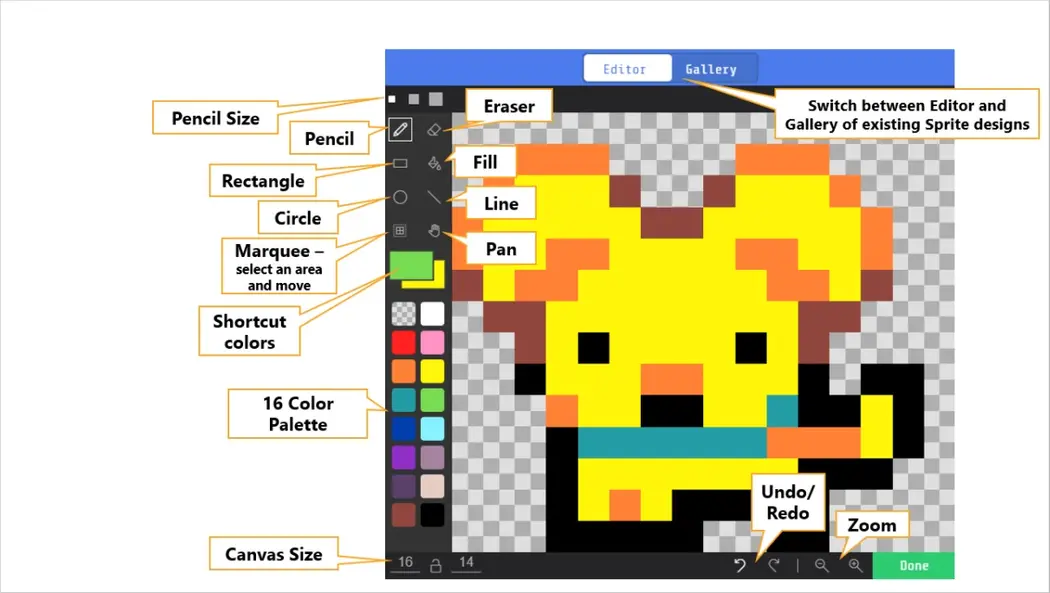 Editor
Gallery
Switch between Editor and
Gallery of existing Sprite designs
Pencil Size
Eraser
Pencil
Fill
Rectangle
Line
Circle
Pan
Marquee –
select an area
and move
Shortcut
colors
16 Color
Palette
Undo/
Redo
Zoom
Canvas Size
16
14
Done